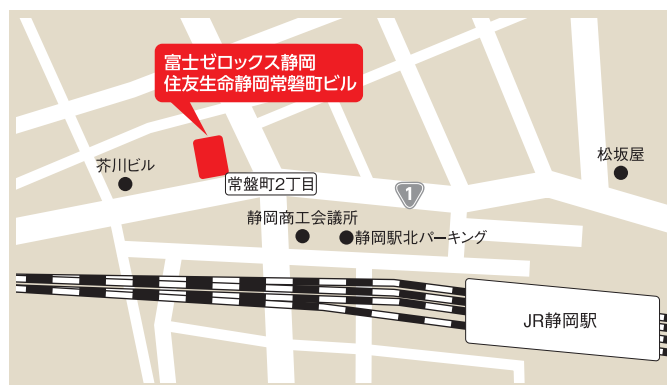 富士ゼロックス静岡
住友生命静岡常磐町ビル
芥川ビル
松坂屋
常盤町2丁目
1
静岡商工会議所
静岡駅北パーキング
JR静岡駅